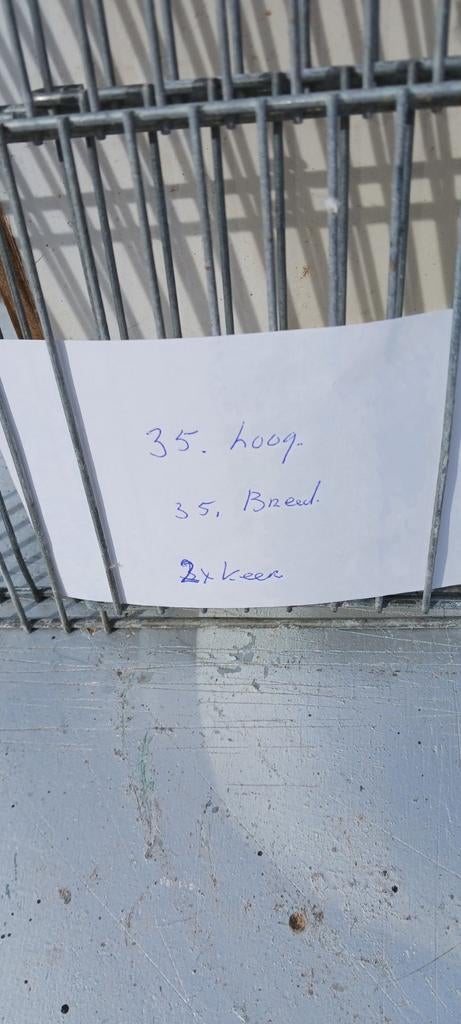 35. hoog.
35. Breed.
2x keer